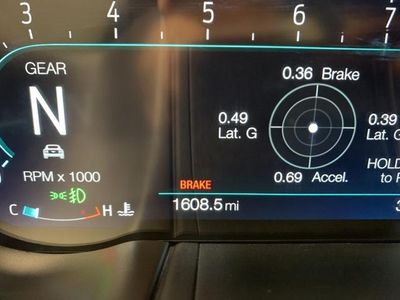 3 4 5 6 7
GEAR
N
RPM x 1000
C H
BRAKE
1608.5 mi
0.36 Brake
0.49
Lat. G
0.39
Lat. G
0.69 Accel.
HOLD
to